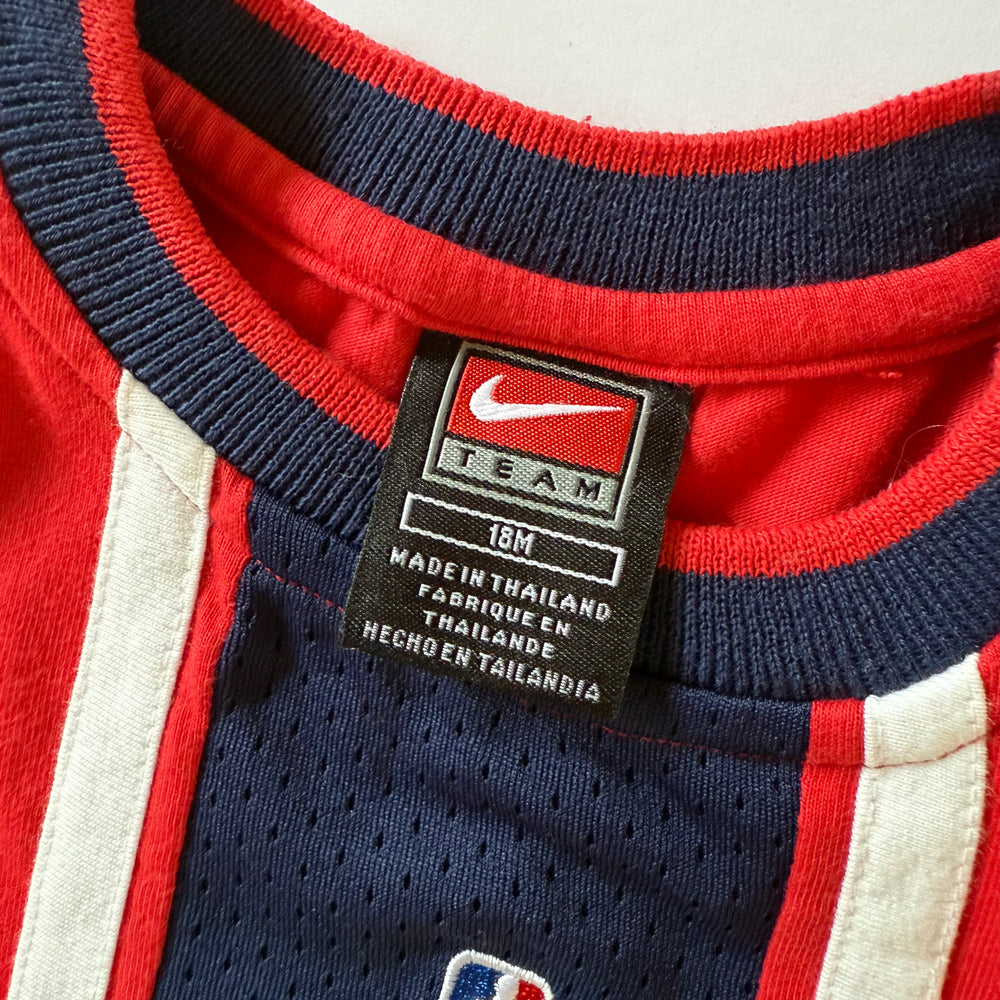 TEAM
18M
MADE IN THAILAND
FABRIQUE EN
THAILANDE
HECHO EN TAILANDIA